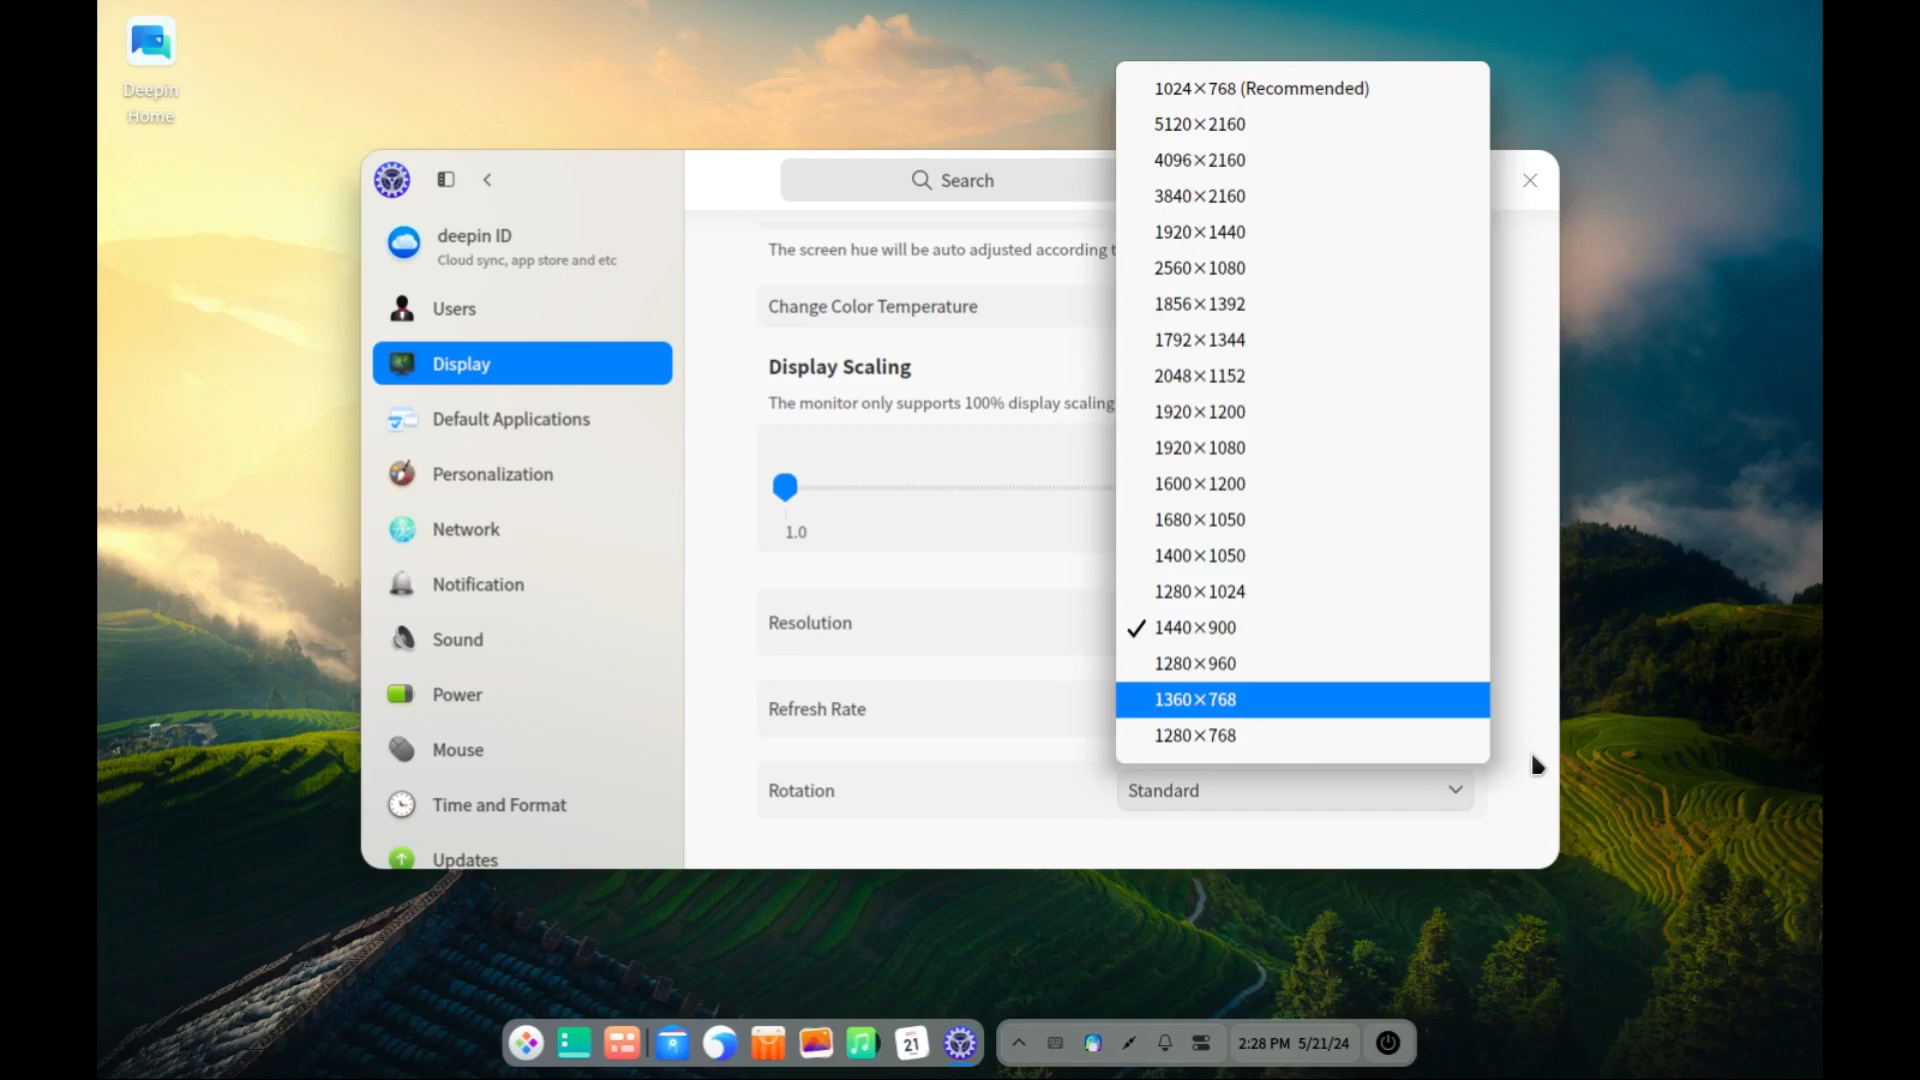 Deepin
Home
Search
deepin ID
Cloud sync, app store and etc
Users
Display
Default Applications
Personalization
Network
Notification
Sound
Power
Mouse
Time and Format
Updates
The screen hue will be auto adjusted according t
Change Color Temperature
Display Scaling
The monitor only supports 100% display scaling
1.0
Resolution
Refresh Rate
Rotation
Standard
1024×768 (Recommended)
5120×2160
4096×2160
3840×2160
1920×1440
2560×1080
1856×1392
1792×1344
2048×1152
1920×1200
1920×1080
1600×1200
1680×1050
1400×1050
1280×1024
1440×900
1280×960
1360×768
1280×768
21
2:28 PM 5/21/24